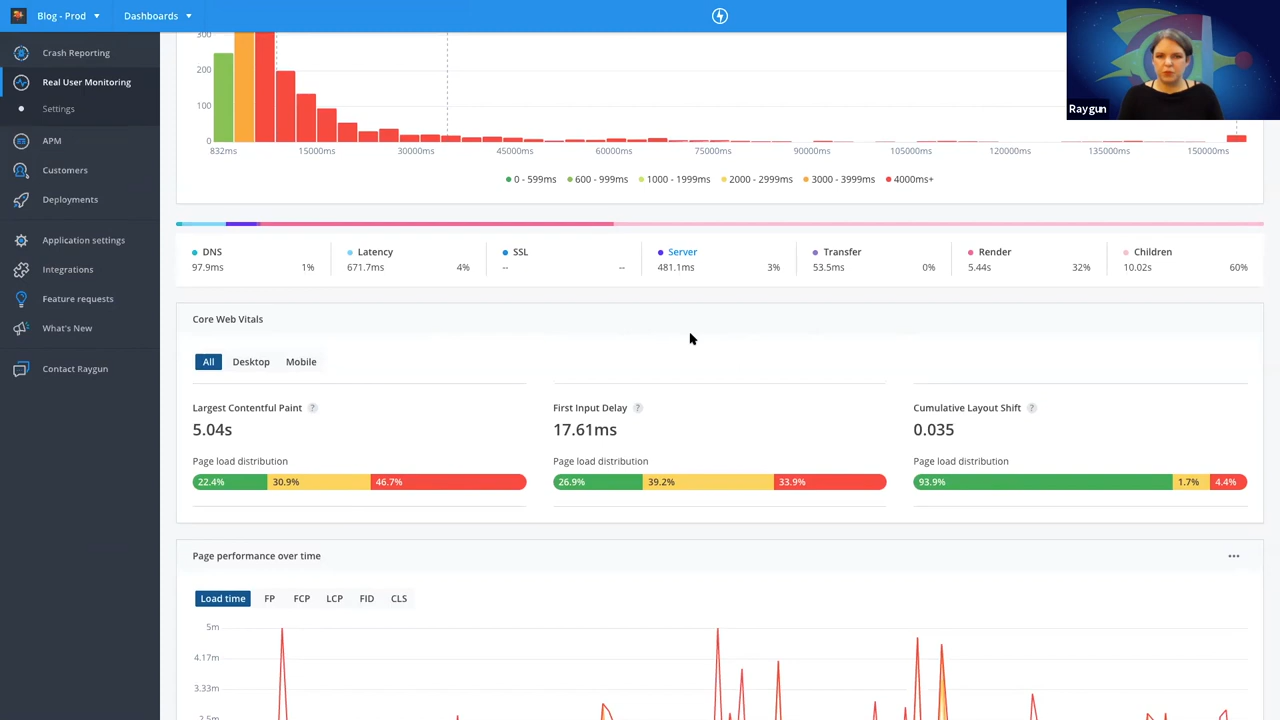 Blog - Prod
Dashboards
Raygun
Crash Reporting
Real User Monitoring
Settings
APM
Customers
Deployments
Application settings
Integrations
Feature requests
What's New
Contact Raygun
300
200
100
0
832ms 15000ms 30000ms 45000ms 60000ms 75000ms 90000ms 105000ms 120000ms 135000ms 150000ms
0 - 599ms 600 - 999ms 1000 - 1999ms 2000 - 2999ms 3000 - 3999ms 4000ms+
DNS Latency SSL Server Transfer Render Children
97.9ms 1% 671.7ms 4% -- -- 481.1ms 3% 53.5ms 0% 5.44s 32% 10.02s 60%
Core Web Vitals
All Desktop Mobile
Largest Contentful Paint ? First Input Delay ? Cumulative Layout Shift ?
5.04s 17.61ms 0.035
Page load distribution Page load distribution Page load distribution
22.4% 30.9% 46.7% 26.9% 39.2% 33.9% 93.9% 1.7% 4.4%
Page performance over time
Load time FP FCP LCP FID CLS
5m
4.17m
3.33m
2.5m